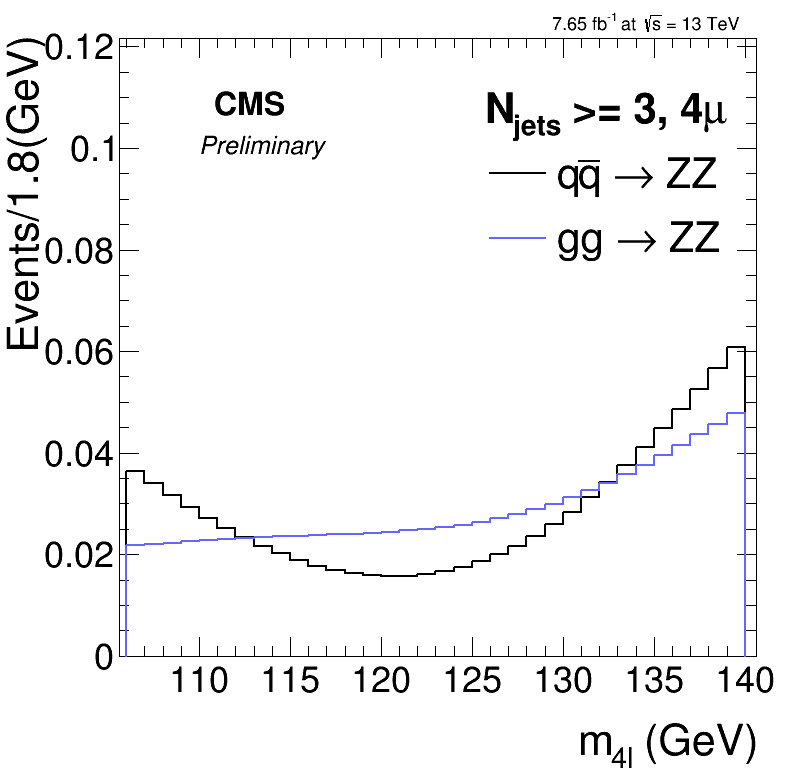 7.65 fb⁻¹ at √s = 13 TeV
Events/1.8(GeV)
0.12
0.1
0.08
0.06
0.04
0.02
0
CMS
Preliminary
N_jets >= 3, 4μ
qq̅ → ZZ
gg → ZZ
110 115 120 125 130 135 140
m_4l (GeV)